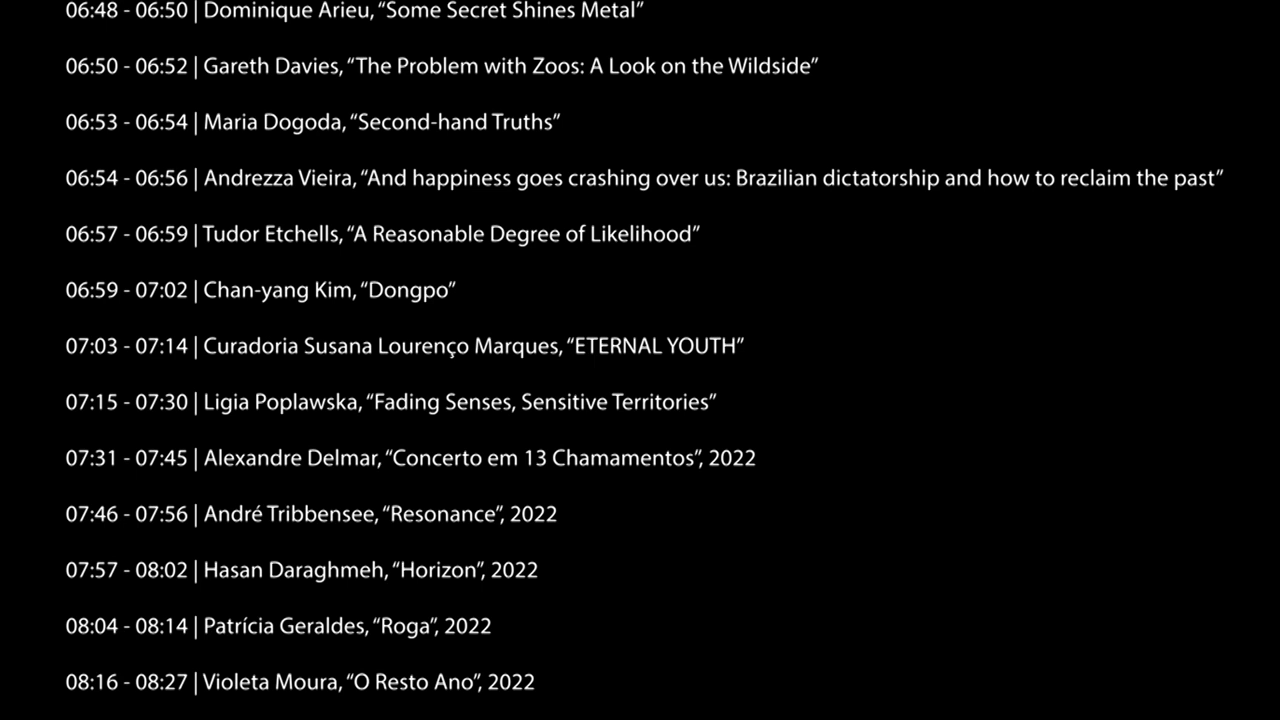 06:48 - 06:50 | Dominique Arieu, “Some Secret Shines Metal”
06:50 - 06:52 | Gareth Davies, “The Problem with Zoos: A Look on the Wildside”
06:53 - 06:54 | Maria Dogoda, “Second-hand Truths”
06:54 - 06:56 | Andrezza Vieira, “And happiness goes crashing over us: Brazilian dictatorship and how to reclaim the past”
06:57 - 06:59 | Tudor Etchells, “A Reasonable Degree of Likelihood”
06:59 - 07:02 | Chan-yang Kim, “Dongpo”
07:03 - 07:14 | Curadoria Susana Lourenço Marques, “ETERNAL YOUTH”
07:15 - 07:30 | Ligia Poplawska, “Fading Senses, Sensitive Territories”
07:31 - 07:45 | Alexandre Delmar, “Concerto em 13 Chamamentos”, 2022
07:46 - 07:56 | André Tribbensee, “Resonance”, 2022
07:57 - 08:02 | Hasan Daraghmeh, “Horizon”, 2022
08:04 - 08:14 | Patrícia Geraldes, “Roga”, 2022
08:16 - 08:27 | Violeta Moura, “O Resto Ano”, 2022